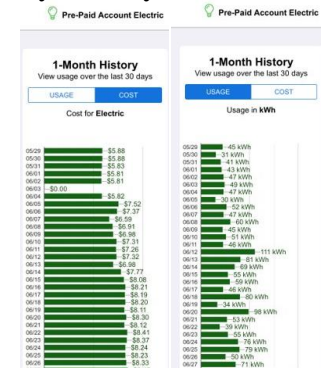 Pre-Paid Account Electric
1-Month History
View usage over the last 30 days
USAGE
COST
Cost for Electric
05/29 $5.88
05/30 $5.88
05/31 $5.83
06/01 $5.81
06/02 $5.81
06/03 $0.00
06/04 $5.82
06/05 $7.52
06/06 $7.37
06/07 $6.59
06/08 $6.91
06/09 $6.98
06/10 $7.31
06/11 $7.26
06/12 $7.32
06/13 $6.98
06/14 $7.77
06/15 $8.08
06/16 $8.21
06/17 $8.19
06/18 $8.20
06/19 $8.11
06/20 $8.30
06/21 $8.12
06/22 $8.41
06/23 $8.37
06/24 $8.24
06/25 $8.23
06/26 $8.33
Pre-Paid Account Electric
1-Month History
View usage over the last 30 days
USAGE
COST
Usage in kWh
05/29 45 kWh
05/30 31 kWh
05/31 41 kWh
06/01 43 kWh
06/02 47 kWh
06/03 49 kWh
06/04 47 kWh
06/05 30 kWh
06/06 52 kWh
06/07 47 kWh
06/08 60 kWh
06/09 45 kWh
06/10 51 kWh
06/11 46 kWh
06/12 111 kWh
06/13 81 kWh
06/14 69 kWh
06/15 55 kWh
06/16 59 kWh
06/17 46 kWh
06/18 80 kWh
06/19 34 kWh
06/20 98 kWh
06/21 53 kWh
06/22 39 kWh
06/23 55 kWh
06/24 76 kWh
06/25 79 kWh
06/26 50 kWh
06/27 71 kWh